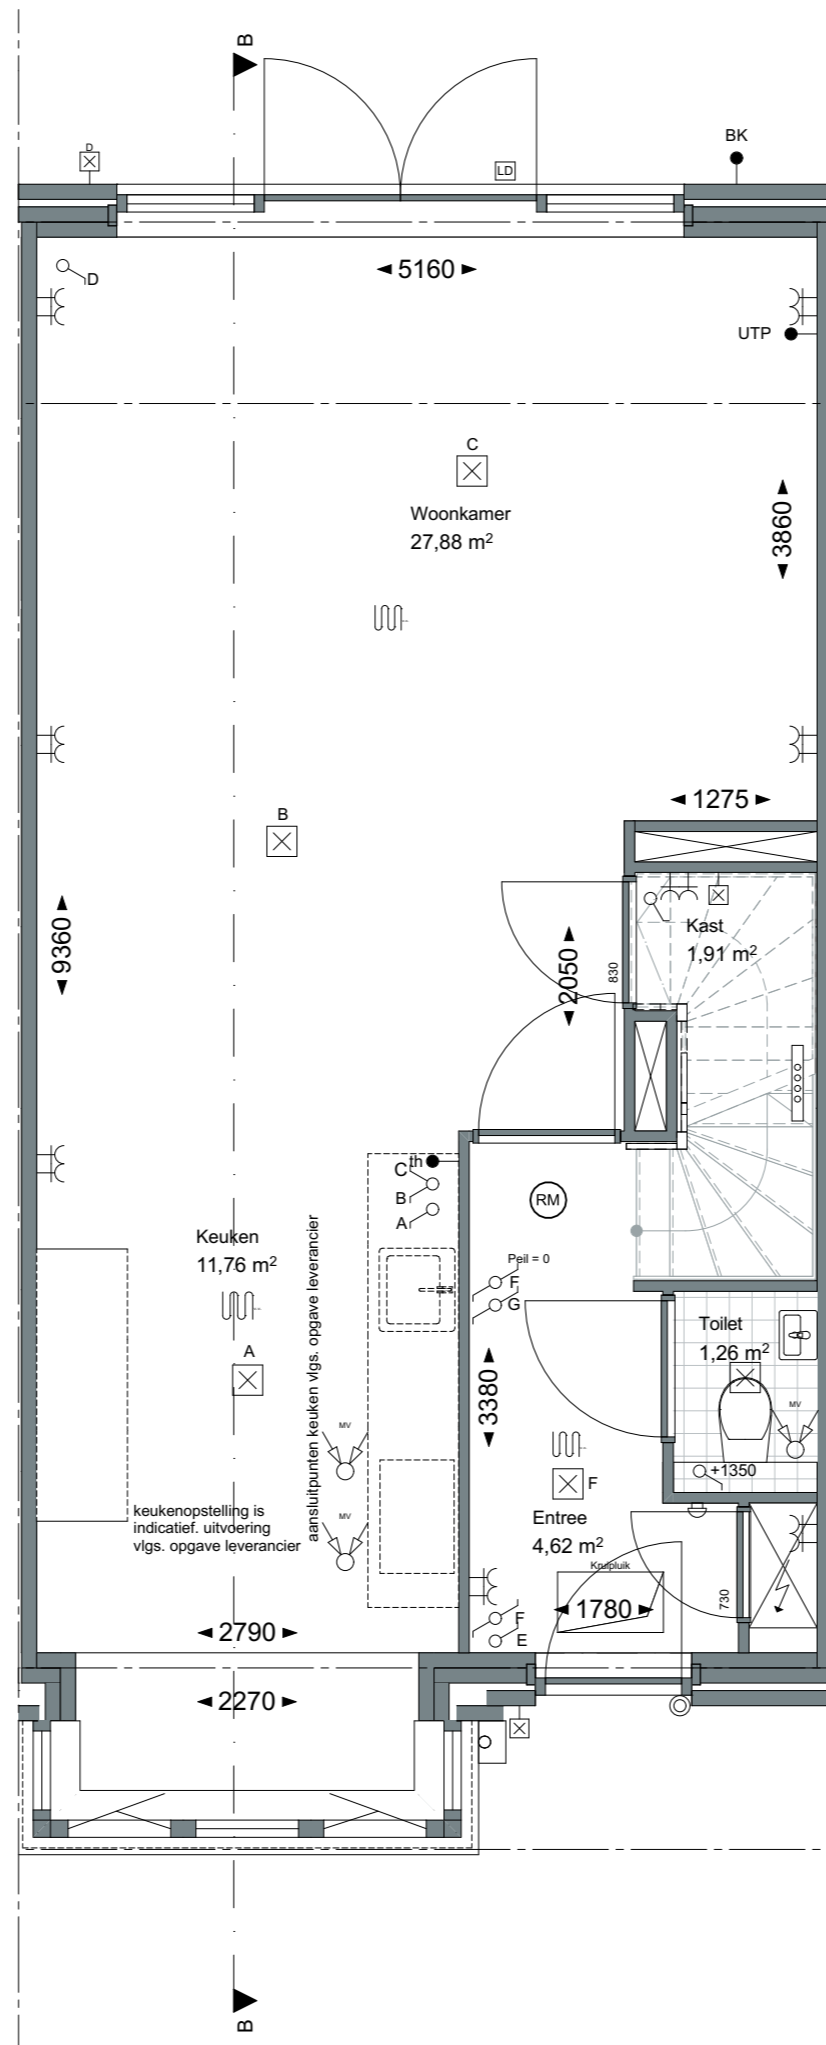 B
D
BK
LD
5160
D
UTP
C
Woonkamer
27,88 m²
3860
1275
B
Kast
1,91 m²
9360
2050
830
th
C
B
A
RM
Keuken
11,76 m²
aansluitpunten keuken vlgs. opgave leverancier
Peil = 0
F
G
Toilet
1,26 m²
A
3380
MV
MV
+1350
F
keukenopstelling is
indicatief. uitvoering
vlgs. opgave leverancier
MV
Entree
4,62 m²
Kruipluik
1780
730
F
E
2790
2270
B